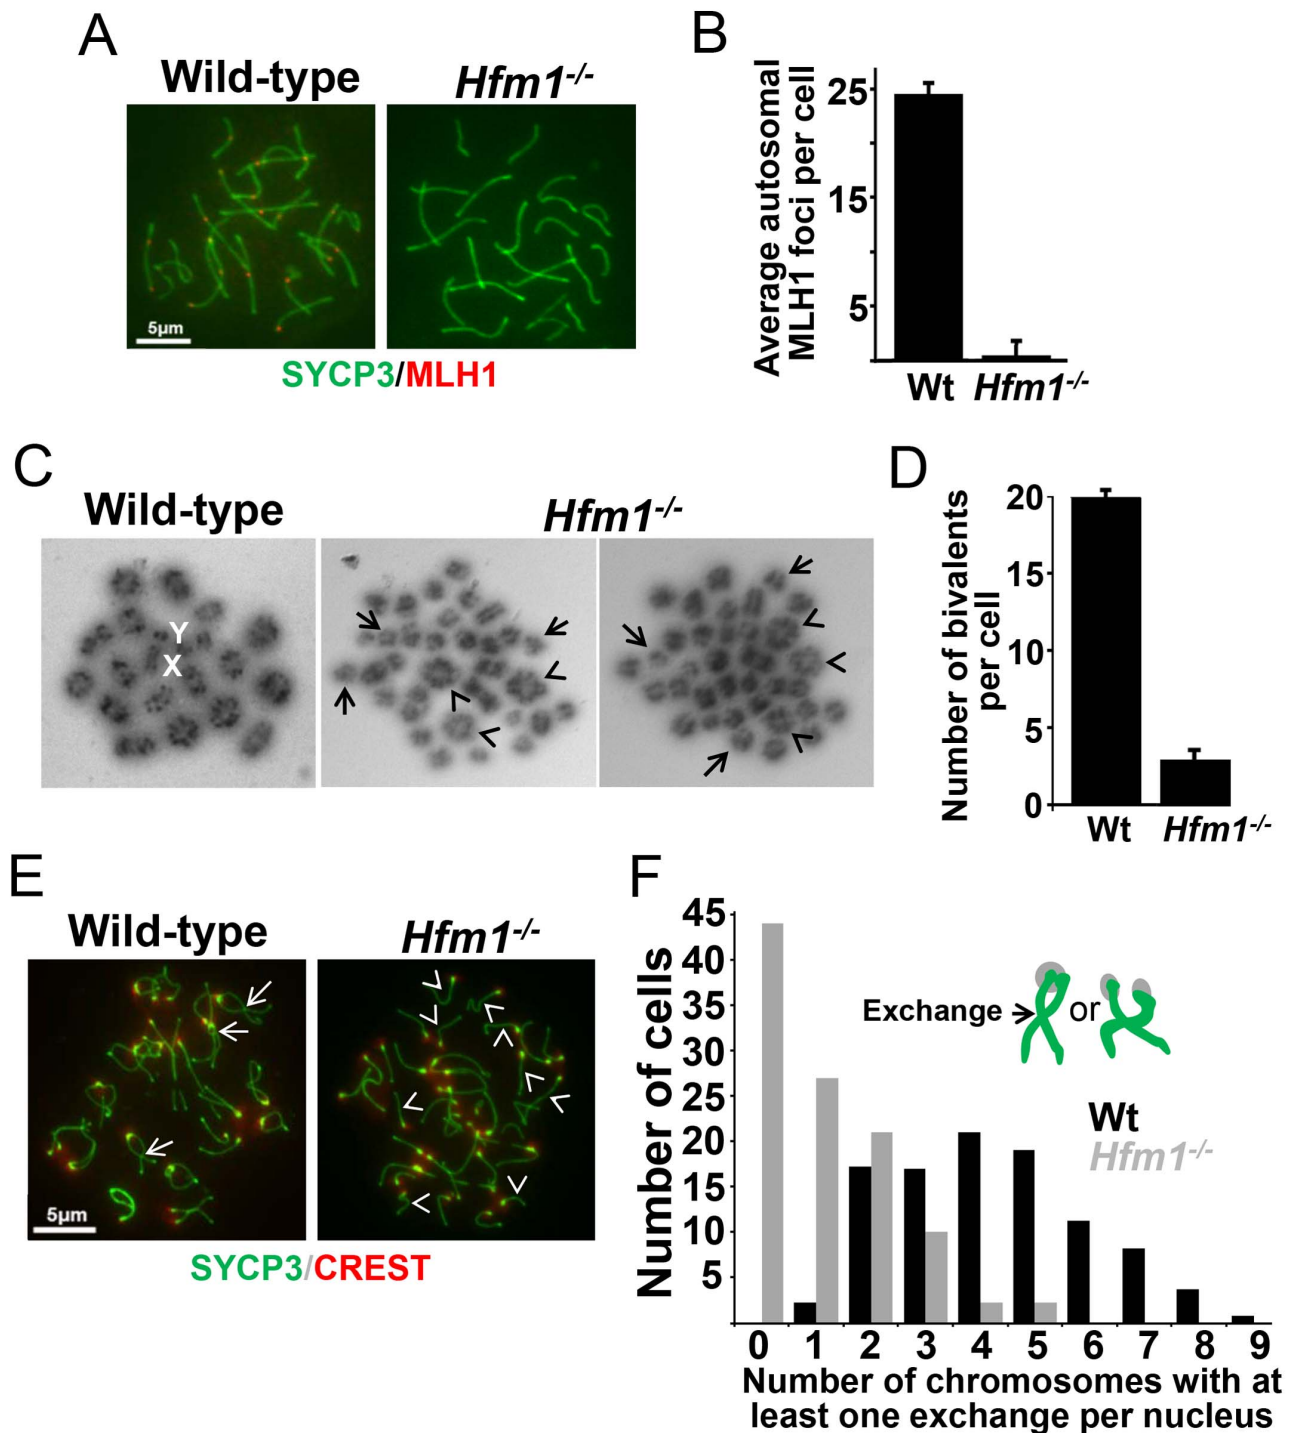 A
Wild-type
Hfm1-/-
5µm
SYCP3/MLH1
B
Average autosomal
MLH1 foci per cell
25
15
5
Wt
Hfm1-/-
C
Wild-type
Hfm1-/-
Y
X
D
Number of bivalents
per cell
20
15
10
5
0
Wt
Hfm1-/-
E
Wild-type
Hfm1-/-
5µm
SYCP3/CREST
F
Number of cells
45
40
35
30
25
20
15
10
5
Exchange
or
Wt
Hfm1-/-
0 1 2 3 4 5 6 7 8 9
Number of chromosomes with at
least one exchange per nucleus